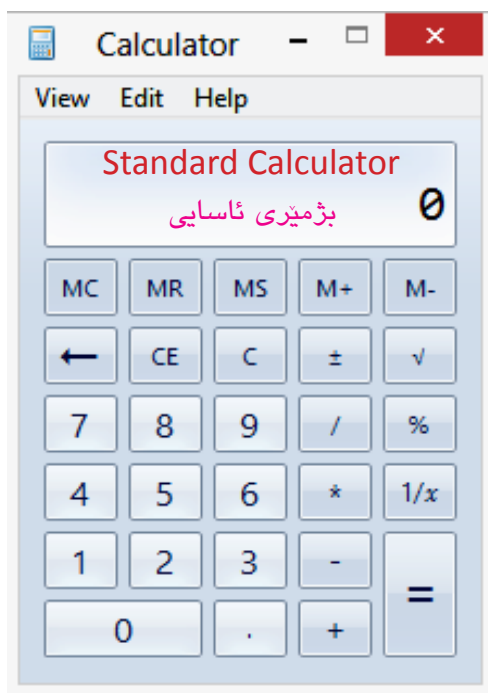 Calculator
View Edit Help
Standard Calculator
بژمێری ئاسایی 0
MC MR MS M+ M-
← CE C ± √
7 8 9 / %
4 5 6 * 1/x
1 2 3 - =
0 . +